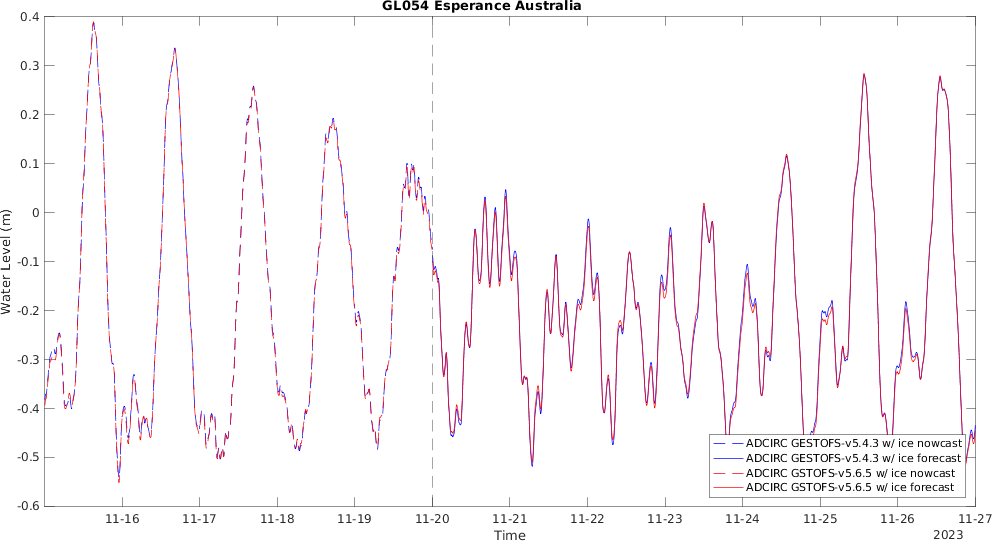 GL054 Esperance Australia
Water Level (m)
0.4
0.3
0.2
0.1
0
-0.1
-0.2
-0.3
-0.4
-0.5
-0.6
ADCIRC GESTOFS-v5.4.3 w/ ice nowcast
ADCIRC GESTOFS-v5.4.3 w/ ice forecast
ADCIRC GSTOFS-v5.6.5 w/ ice nowcast
ADCIRC GSTOFS-v5.6.5 w/ ice forecast
11-16 11-17 11-18 11-19 11-20 11-21 11-22 11-23 11-24 11-25 11-26 11-27
Time
2023